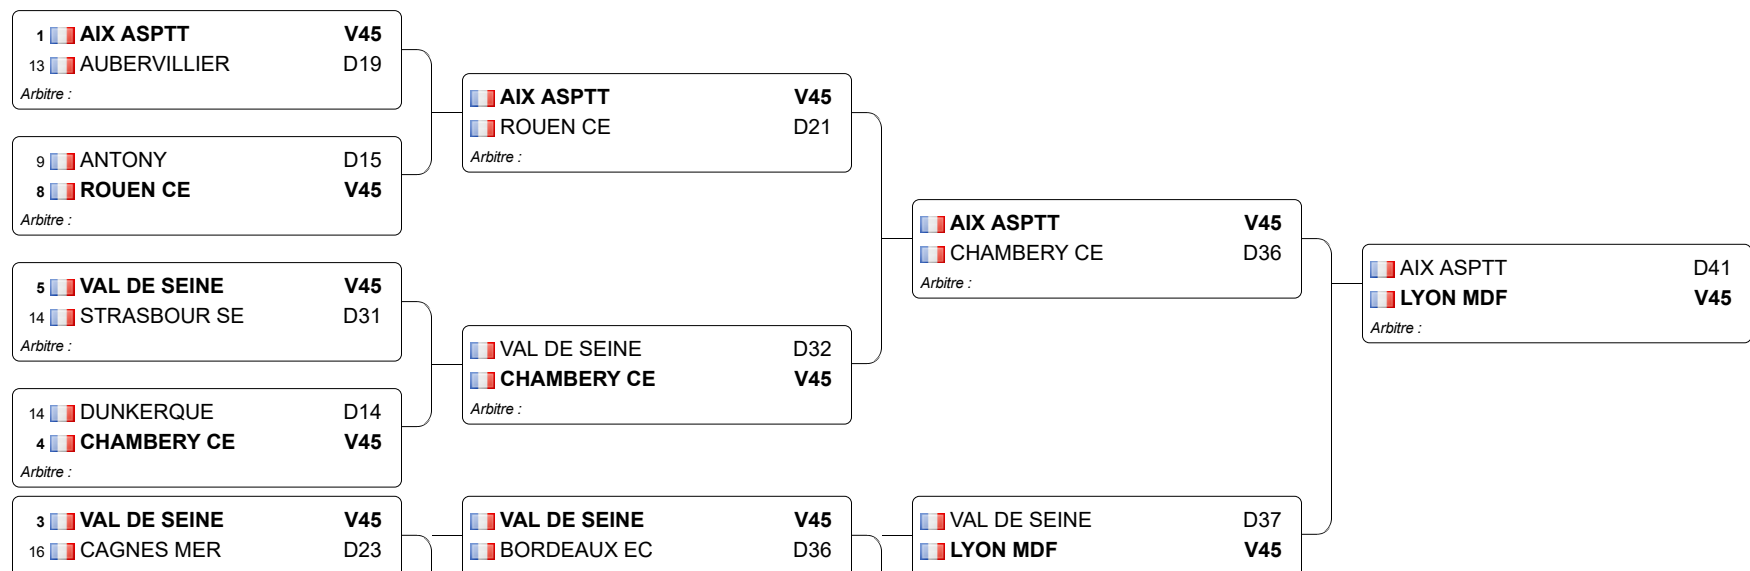 1 AIX ASPTT V45
13 AUBERVILLIER D19
Arbitre :
9 ANTONY D15
8 ROUEN CE V45
Arbitre :
5 VAL DE SEINE V45
14 STRASBOUR SE D31
Arbitre :
14 DUNKERQUE D14
4 CHAMBERY CE V45
Arbitre :
3 VAL DE SEINE V45
16 CAGNES MER D23
AIX ASPTT V45
ROUEN CE D21
Arbitre :
VAL DE SEINE D32
CHAMBERY CE V45
Arbitre :
VAL DE SEINE V45
BORDEAUX EC D36
AIX ASPTT V45
CHAMBERY CE D36
Arbitre :
VAL DE SEINE D37
LYON MDF V45
AIX ASPTT D41
LYON MDF V45
Arbitre :